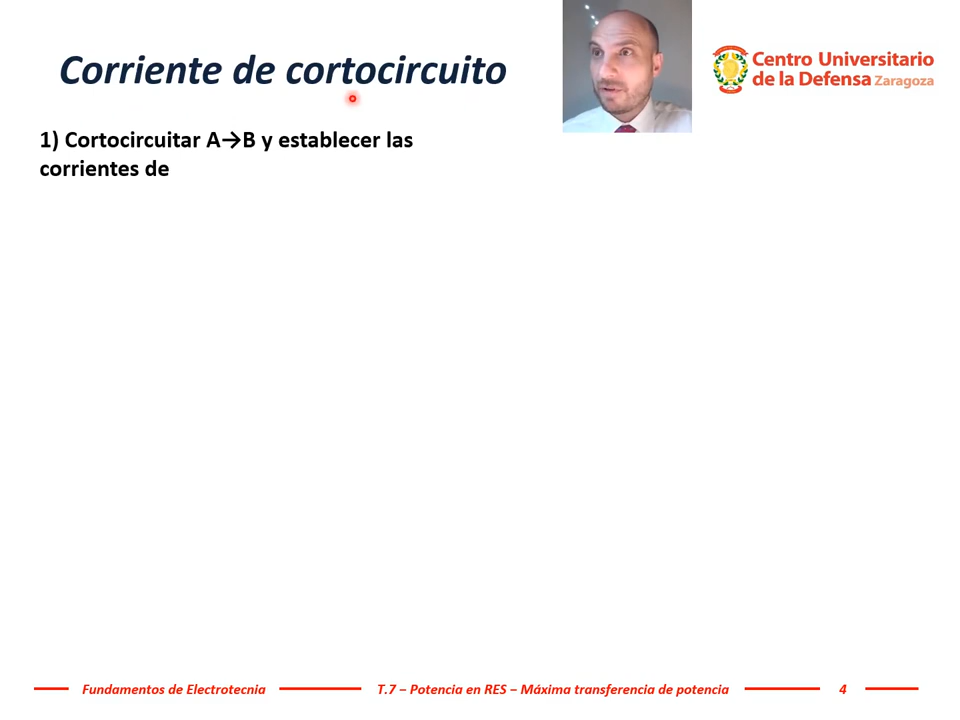 Corriente de cortocircuito
Centro Universitario
de la Defensa Zaragoza
1) Cortocircuitar A→B y establecer las
corrientes de
Fundamentos de Electrotecnia
T.7 – Potencia en RES – Máxima transferencia de potencia
4